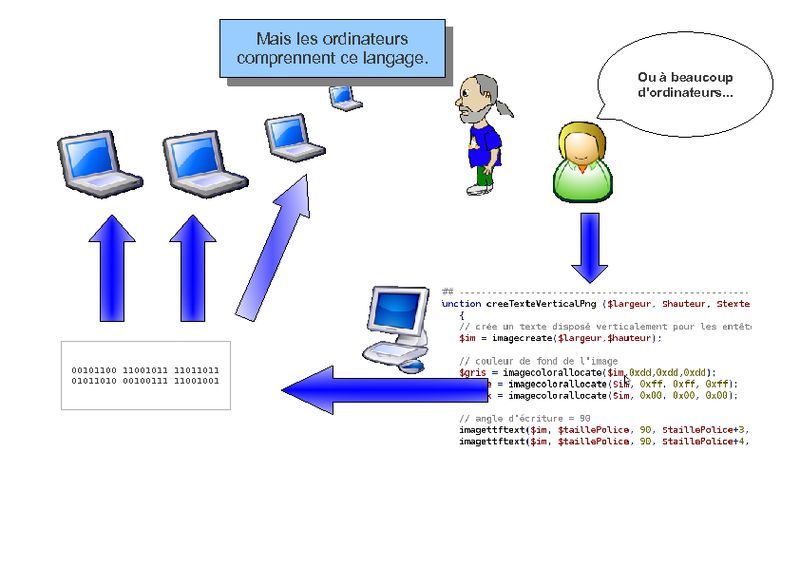 Mais les ordinateurs
comprennent ce langage.
Ou à beaucoup
d'ordinateurs...
## ------------------------------------------------
unction creeTexteVerticalPng ($largeur, $hauteur, $texte
{
// crée un texte disposé verticalement pour les entête
$im = imagecreate($largeur,$hauteur);
// couleur de fond de l'image
$gris = imagecolorallocate($im,0xdd,0xdd,0xdd);
= imagecolorallocate($im, 0xff, 0xff, 0xff);
= imagecolorallocate($im, 0x00, 0x00, 0x00);
// angle d'écriture = 90
imagettftext($im, $taillePolice, 90, $taillePolice+3,
imagettftext($im, $taillePolice, 90, $taillePolice+4,
00101100 11001011 11011011
01011010 00100111 11001001